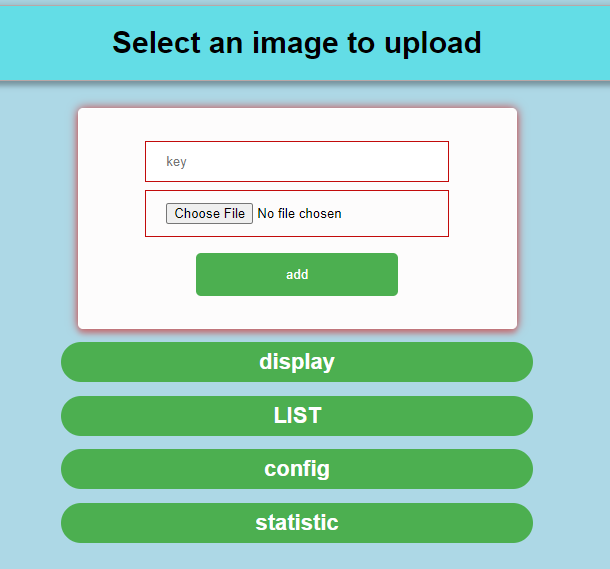 Select an image to upload
key
Choose File No file chosen
add
display
LIST
config
statistic